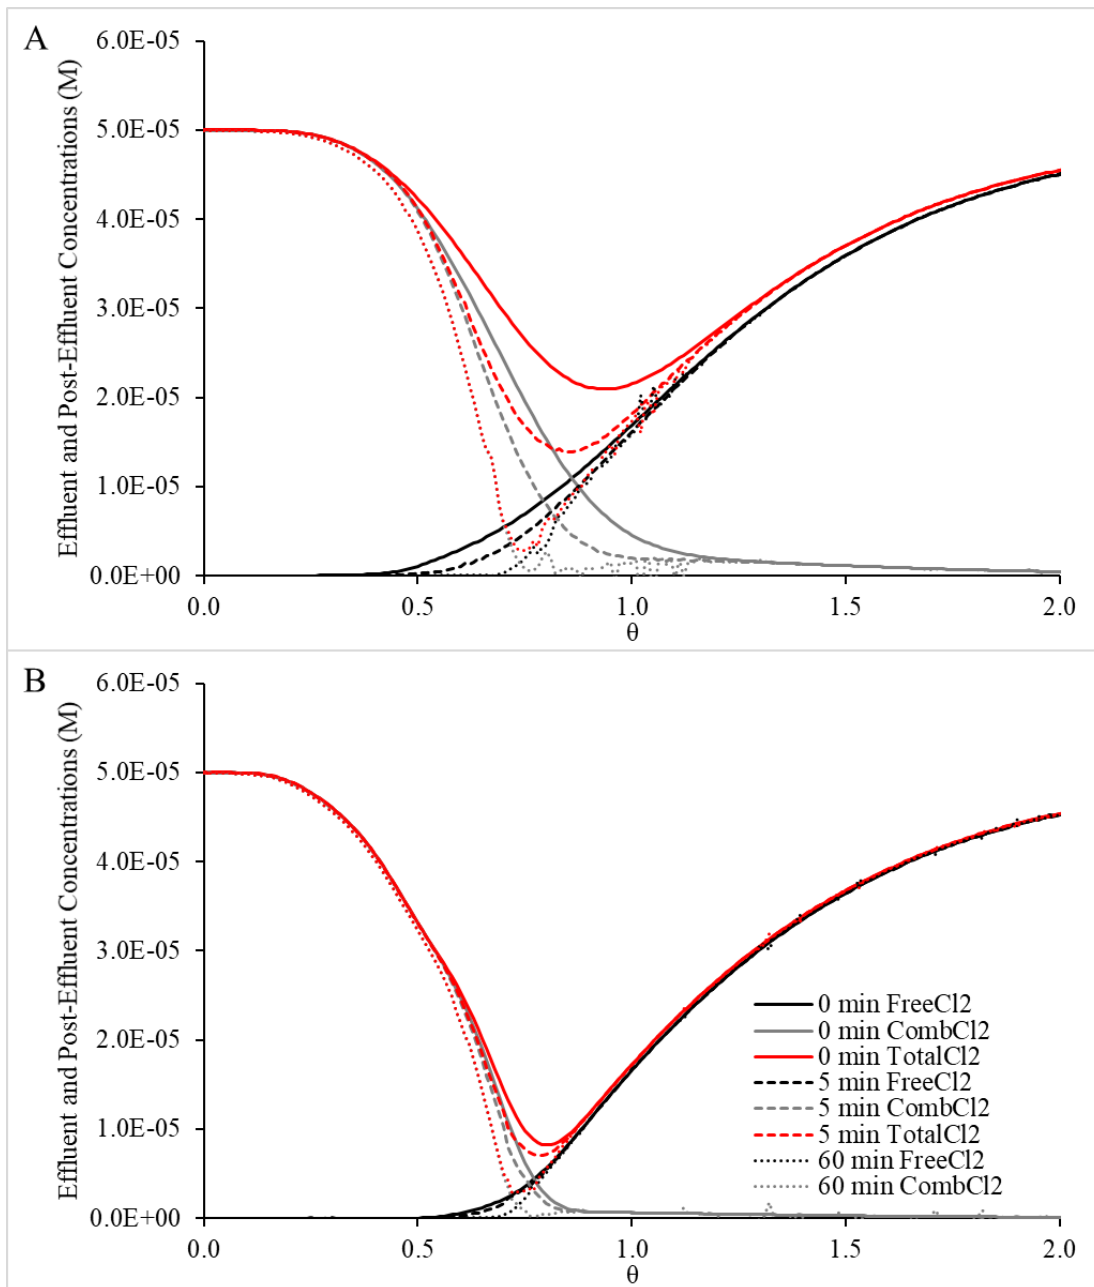 A
Effluent and Post-Effluent Concentrations (M)
6.0E-05
5.0E-05
4.0E-05
3.0E-05
2.0E-05
1.0E-05
0.0E+00
0.0
0.5
1.0
1.5
2.0
θ
B
Effluent and Post-Effluent Concentrations (M)
6.0E-05
5.0E-05
4.0E-05
3.0E-05
2.0E-05
1.0E-05
0.0E+00
0 min FreeCl2
0 min CombCl2
0 min TotalCl2
5 min FreeCl2
5 min CombCl2
5 min TotalCl2
60 min FreeCl2
60 min CombCl2
0.0
0.5
1.0
1.5
2.0
θ